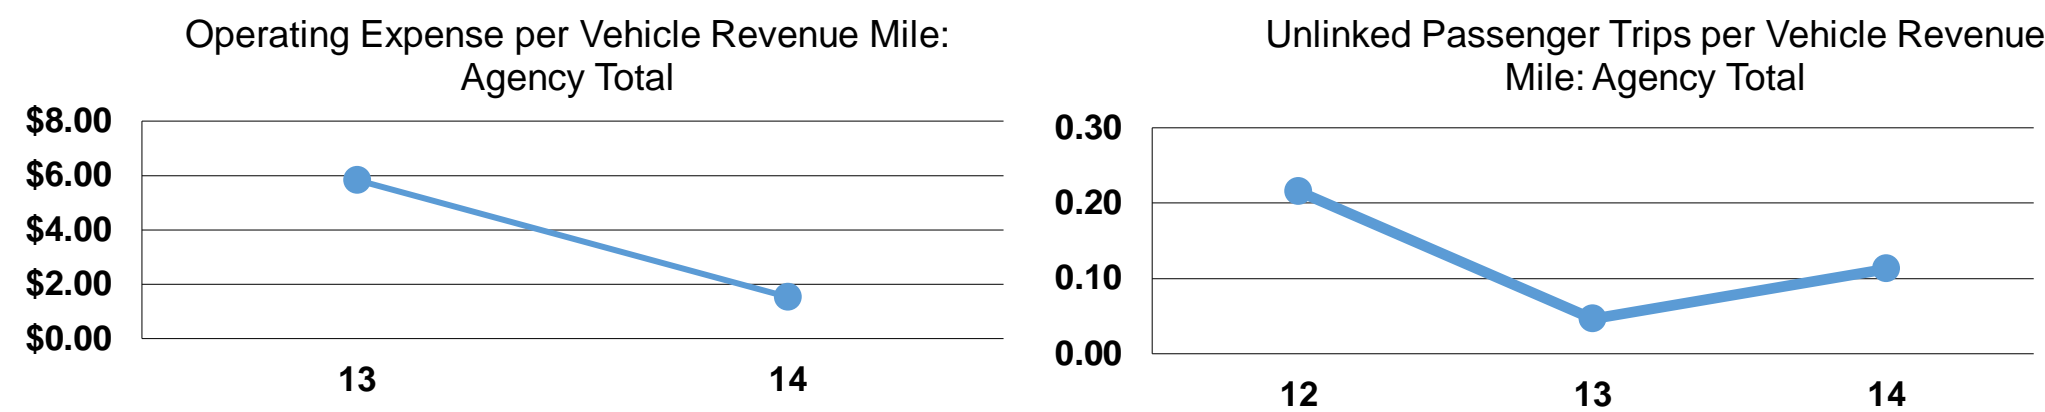 Operating Expense per Vehicle Revenue Mile:
Agency Total
$8.00
$6.00
$4.00
$2.00
$0.00
13 14
Unlinked Passenger Trips per Vehicle Revenue
Mile: Agency Total
0.30
0.20
0.10
0.00
12 13 14